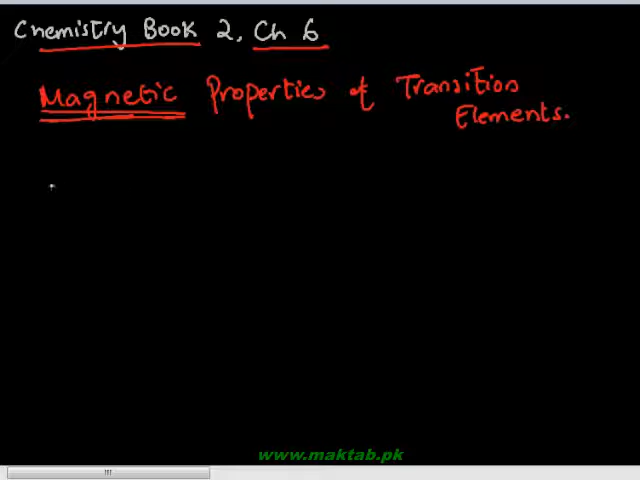 Chemistry Book 2, Ch 6
Magnetic Properties of Transition
Elements.
www.maktab.pk